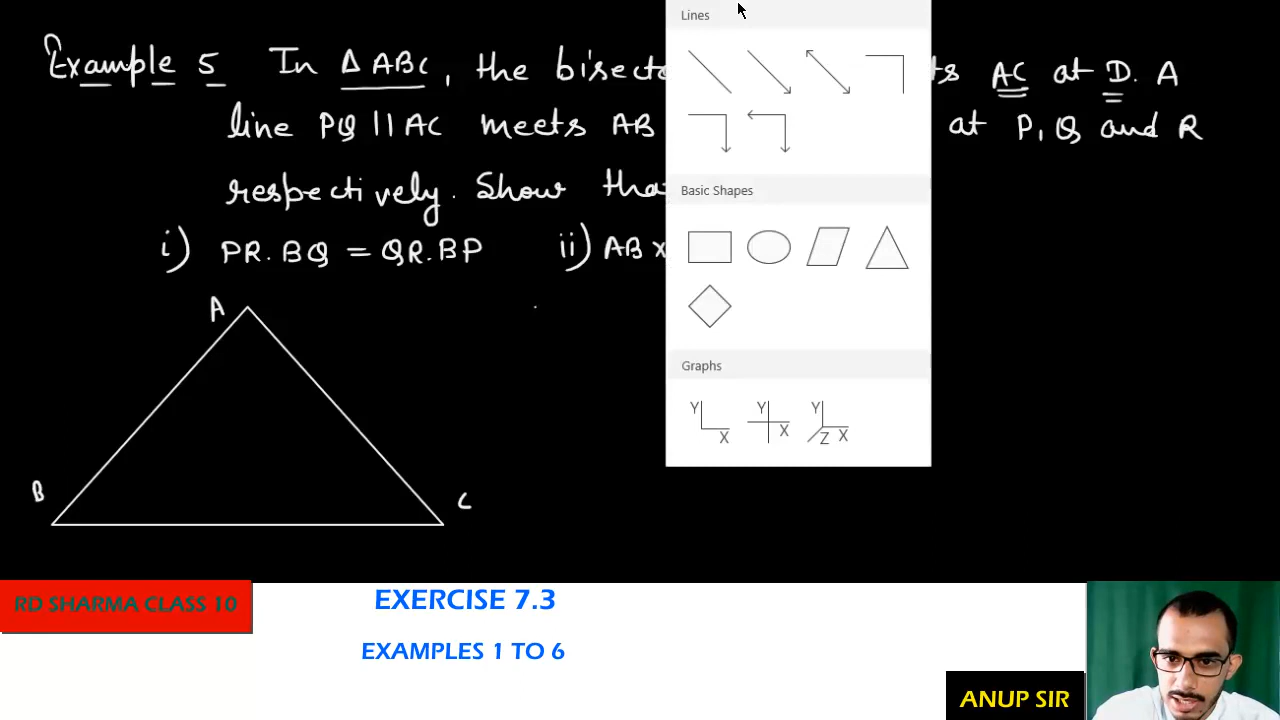 Example 5 In Δ ABC, the bisecto ts AC at D. A
line PQ || AC meets AB at P, Q and R
respectively. Show tha
i) PR.BQ = QR.BP ii) AB x
A
B
C
Lines
Basic Shapes
Graphs
Y X Y X Y Z X
RD SHARMA CLASS 10
EXERCISE 7.3
EXAMPLES 1 TO 6
ANUP SIR